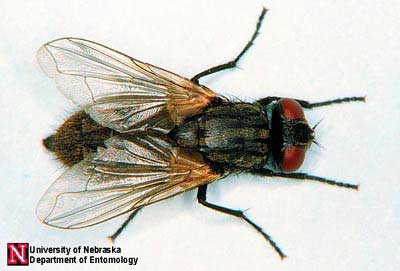 N University of Nebraska
Department of Entomology